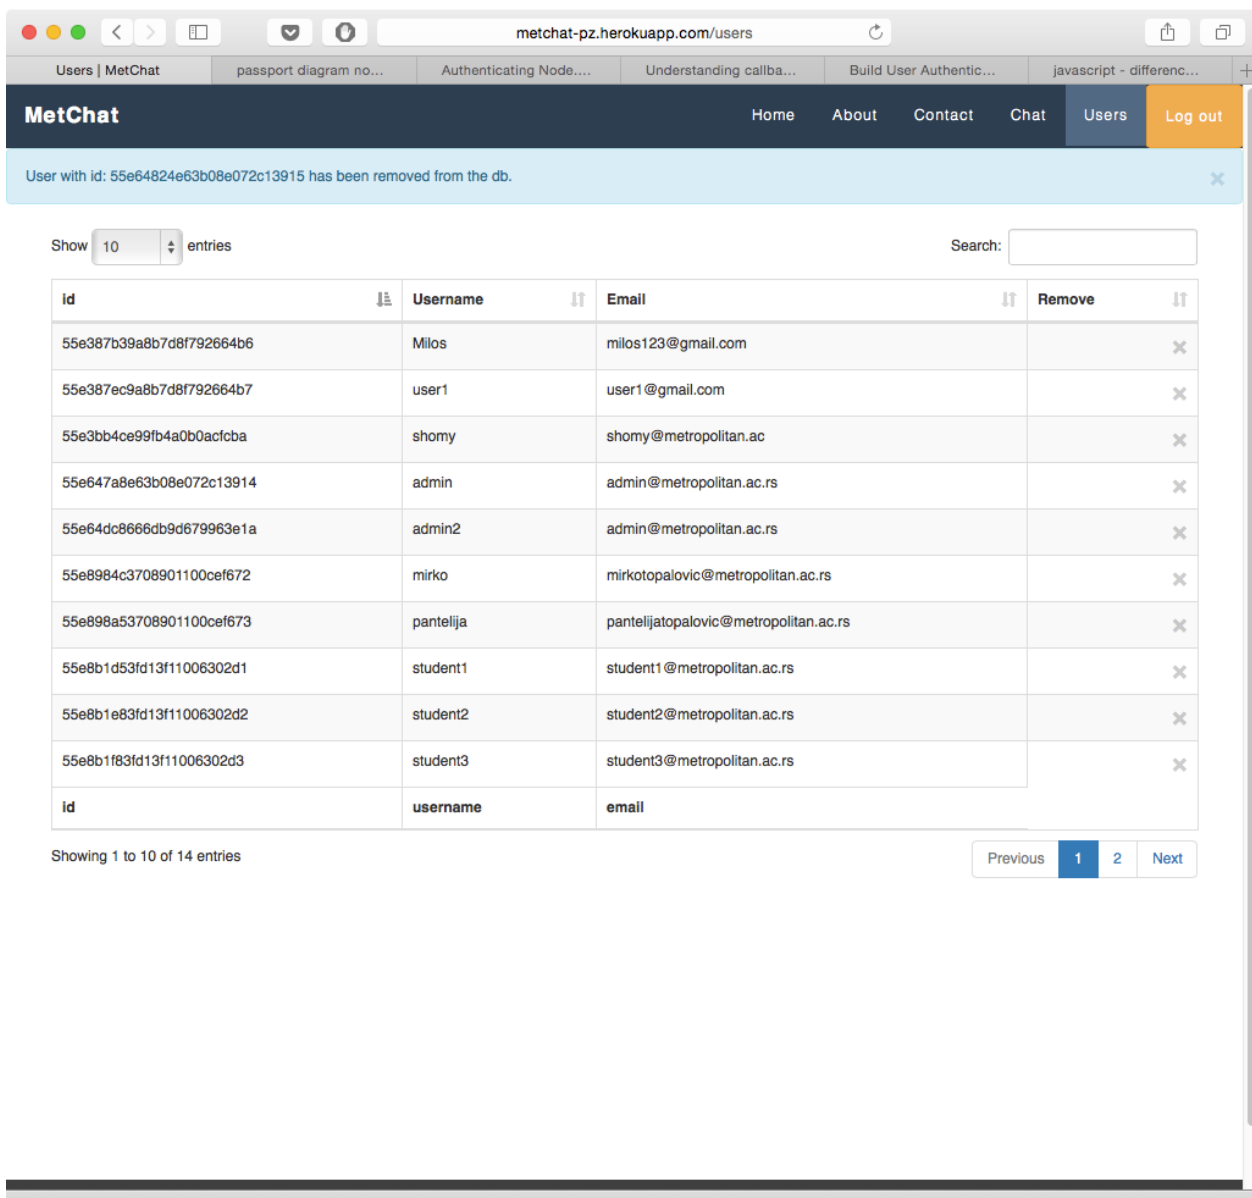 metchat-pz.herokuapp.com/users
Users | MetChat passport diagram no... Authenticating Node.... Understanding callba... Build User Authentic... javascript - differenc...
MetChat Home About Contact Chat Users Log out
User with id: 55e64824e63b08e072c13915 has been removed from the db.
Show 10 entries Search:
id Username Email Remove
55e387b39a8b7d8f792664b6 Milos milos123@gmail.com
55e387ec9a8b7d8f792664b7 user1 user1@gmail.com
55e3bb4ce99fb4a0b0acfcba shomy shomy@metropolitan.ac
55e647a8e63b08e072c13914 admin admin@metropolitan.ac.rs
55e64dc8666db9d679963e1a admin2 admin@metropolitan.ac.rs
55e8984c3708901100cef672 mirko mirkotopalovic@metropolitan.ac.rs
55e898a53708901100cef673 pantelija pantelijatopalovic@metropolitan.ac.rs
55e8b1d53fd13f11006302d1 student1 student1@metropolitan.ac.rs
55e8b1e83fd13f11006302d2 student2 student2@metropolitan.ac.rs
55e8b1f83fd13f11006302d3 student3 student3@metropolitan.ac.rs
id username email
Showing 1 to 10 of 14 entries Previous 1 2 Next